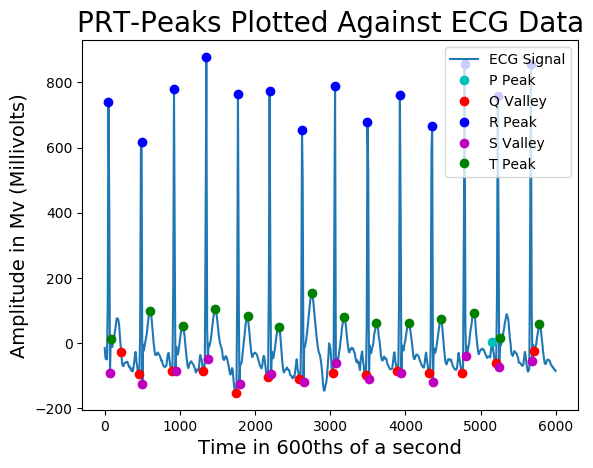 PRT-Peaks Plotted Against ECG Data
ECG Signal
P Peak
Q Valley
R Peak
S Valley
T Peak
800
600
400
200
0
−200
Amplitude in Mv (Millivolts)
0
1000
2000
3000
4000
5000
6000
Time in 600ths of a second